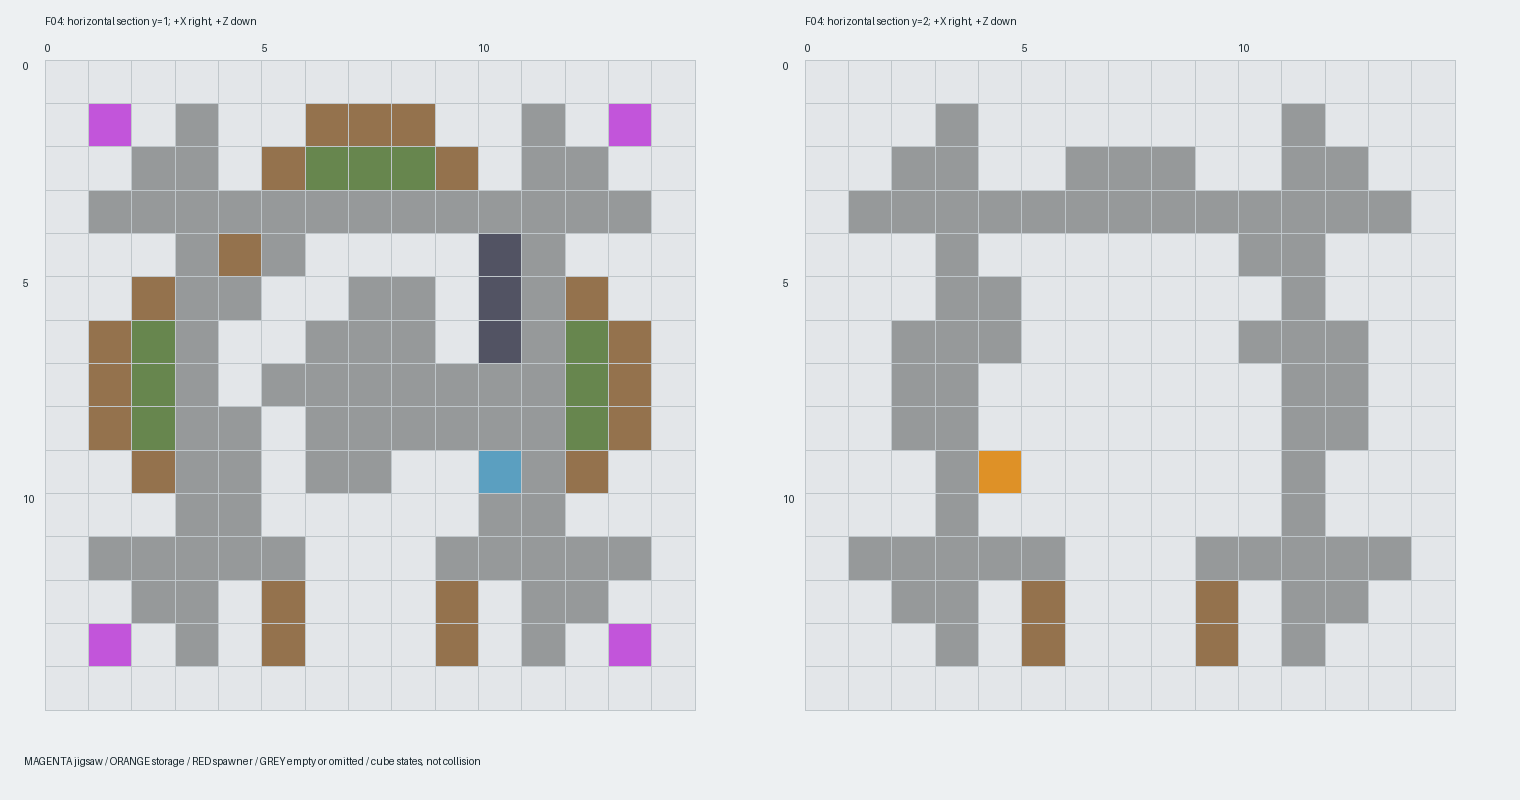 F04: horizontal section y=1; +X right, +Z down
F04: horizontal section y=2; +X right, +Z down
0 5 10
0 5 10
0
0
5
5
10
10
MAGENTA jigsaw / ORANGE storage / RED spawner / GREY empty or omitted / cube states, not collision